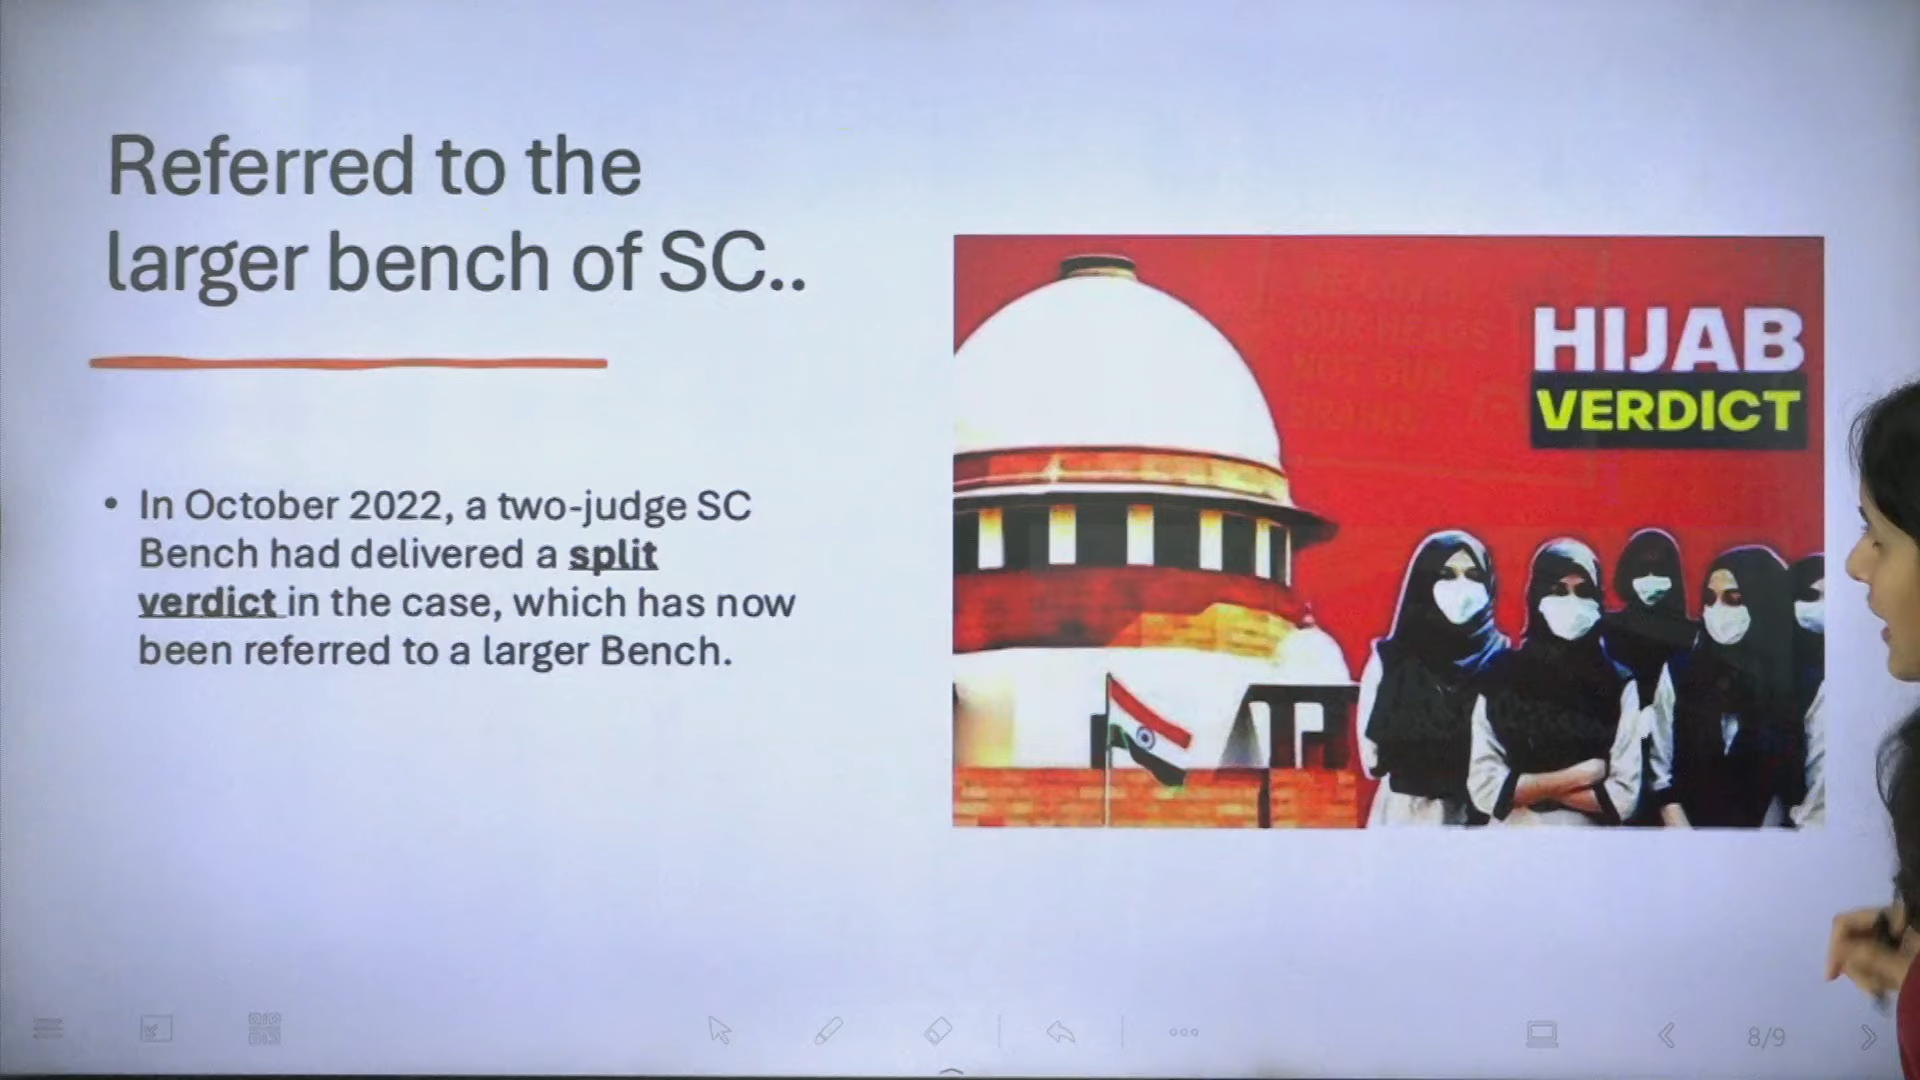 Referred to the
larger bench of SC..
• In October 2022, a two-judge SC
Bench had delivered a split
verdict in the case, which has now
been referred to a larger Bench.
HIJAB
VERDICT
8/9